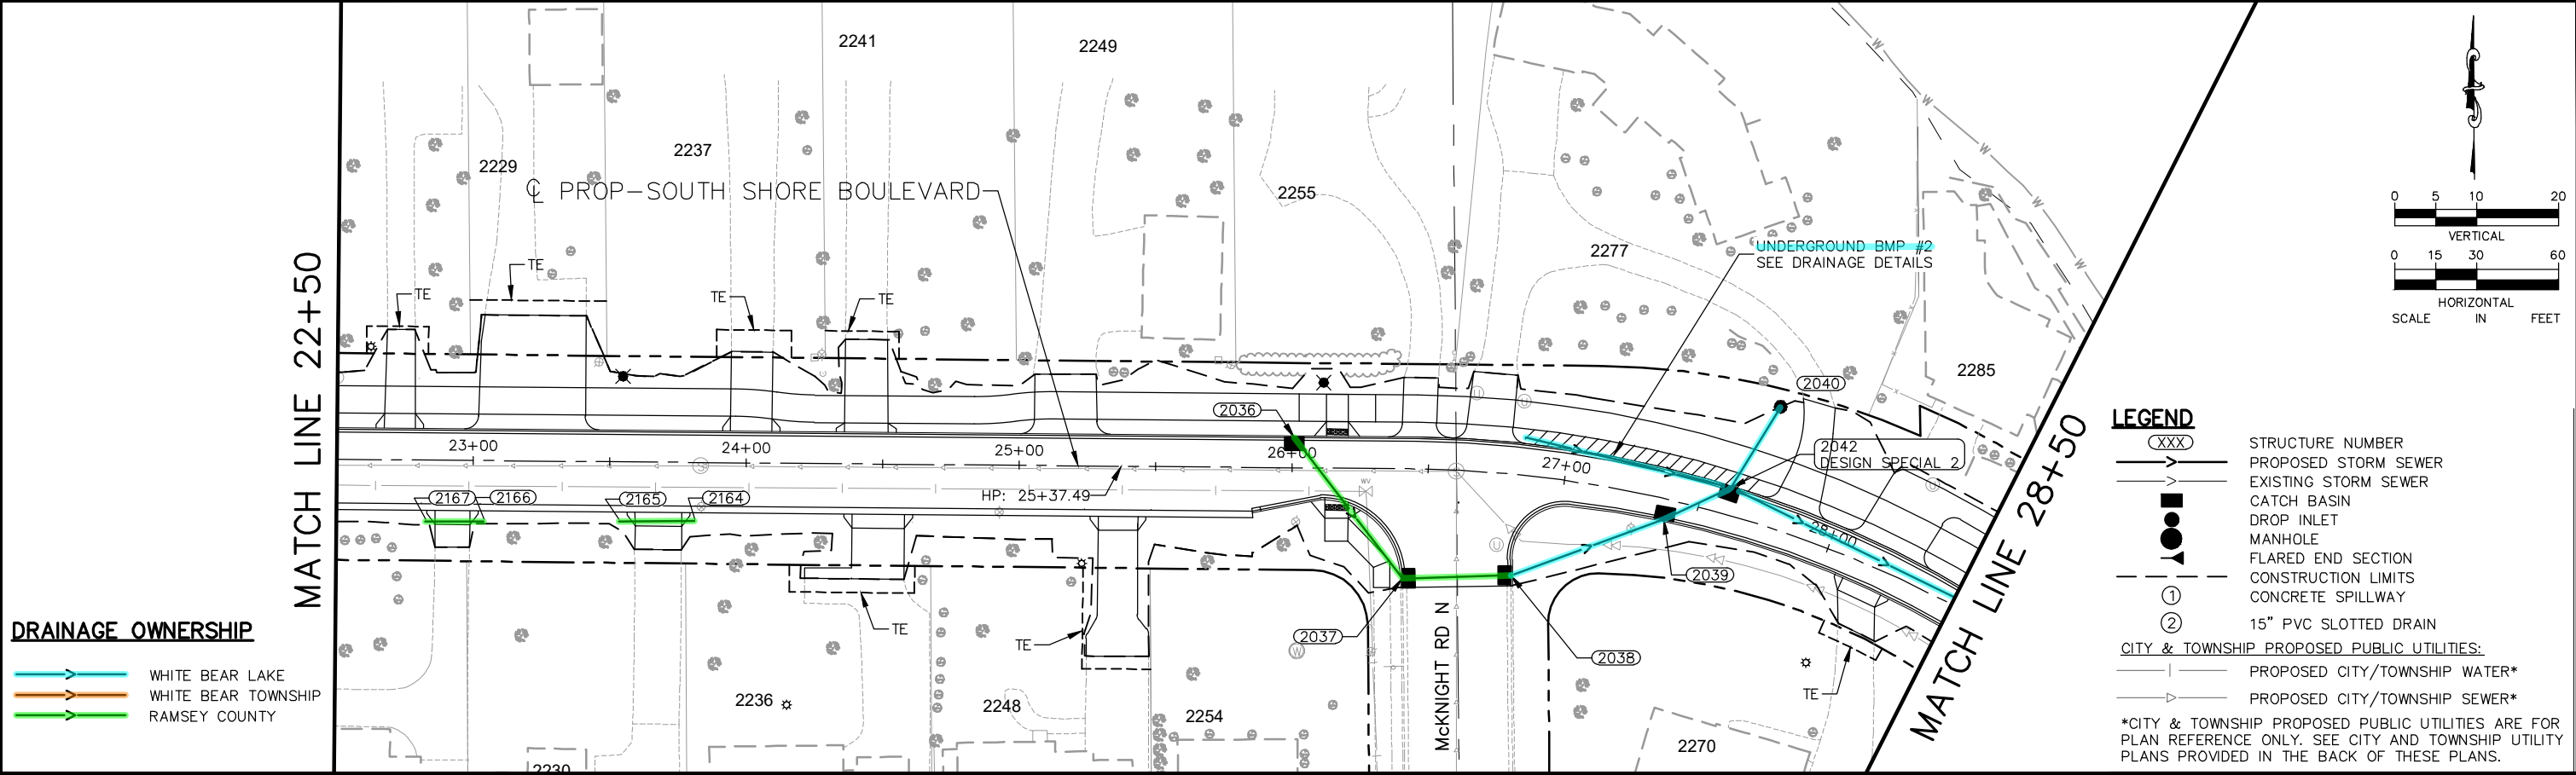 MATCH LINE 22+50
2241
2249
2229
2237
℄ PROP-SOUTH SHORE BOULEVARD
2255
2277
UNDERGROUND BMP #2
SEE DRAINAGE DETAILS
2285
TE
TE
TE
TE
2036
2040
2042
DESIGN SPECIAL 2
23+00
24+00
25+00
26+00
27+00
28+00
HP: 25+37.49
WV
2167
2166
2165
2164
2039
2037
2038
TE
TE
TE
McKNIGHT RD N
2236
2248
2254
2270
2230
MATCH LINE 28+50
DRAINAGE OWNERSHIP
WHITE BEAR LAKE
WHITE BEAR TOWNSHIP
RAMSEY COUNTY
0 5 10 20
VERTICAL
0 15 30 60
HORIZONTAL
SCALE IN FEET
LEGEND
XXX STRUCTURE NUMBER
PROPOSED STORM SEWER
EXISTING STORM SEWER
CATCH BASIN
DROP INLET
MANHOLE
FLARED END SECTION
CONSTRUCTION LIMITS
1 CONCRETE SPILLWAY
2 15" PVC SLOTTED DRAIN
CITY & TOWNSHIP PROPOSED PUBLIC UTILITIES:
PROPOSED CITY/TOWNSHIP WATER*
PROPOSED CITY/TOWNSHIP SEWER*
*CITY & TOWNSHIP PROPOSED PUBLIC UTILITIES ARE FOR
PLAN REFERENCE ONLY. SEE CITY AND TOWNSHIP UTILITY
PLANS PROVIDED IN THE BACK OF THESE PLANS.